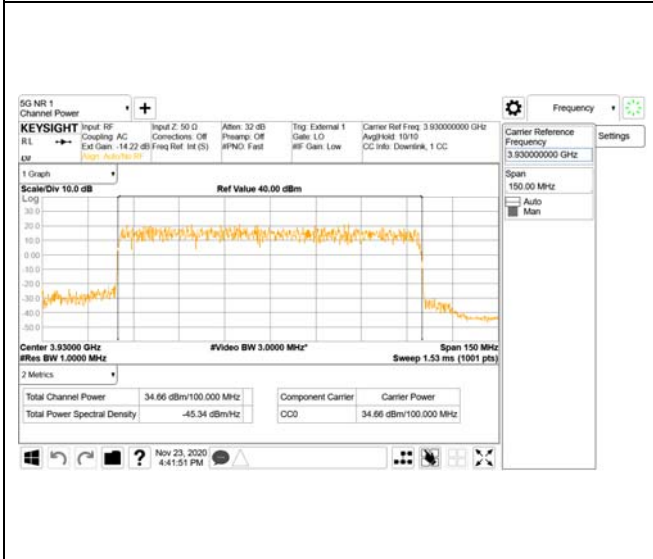 5G NR 1
Channel Power
+
Frequency
KEYSIGHT
RL
Input: RF
Coupling: AC
Ext Gain: -14.22 dB
Align: Auto/No RF
Input Z: 50 Ω
Corrections: Off
Freq Ref: Int (S)
Atten: 32 dB
Preamp: Off
#PNO: Fast
Trig: External 1
Gate: LO
#IF Gain: Low
Carrier Ref Freq: 3.930000000 GHz
Avg|Hold: 10/10
CC Info: Downlink, 1 CC
Carrier Reference
Frequency
3.930000000 GHz
Settings
Span
150.00 MHz
Auto
Man
1 Graph
Scale/Div 10.0 dB
Ref Value 40.00 dBm
Log
30.0
20.0
10.0
0.00
-10.0
-20.0
-30.0
-40.0
-50.0
Center 3.93000 GHz
#Video BW 3.0000 MHz*
Span 150 MHz
#Res BW 1.0000 MHz
Sweep 1.53 ms (1001 pts)
2 Metrics
Total Channel Power 34.66 dBm/100.000 MHz
Total Power Spectral Density -45.34 dBm/Hz
Component Carrier Carrier Power
CC0 34.66 dBm/100.000 MHz
?
Nov 23, 2020
4:41:51 PM